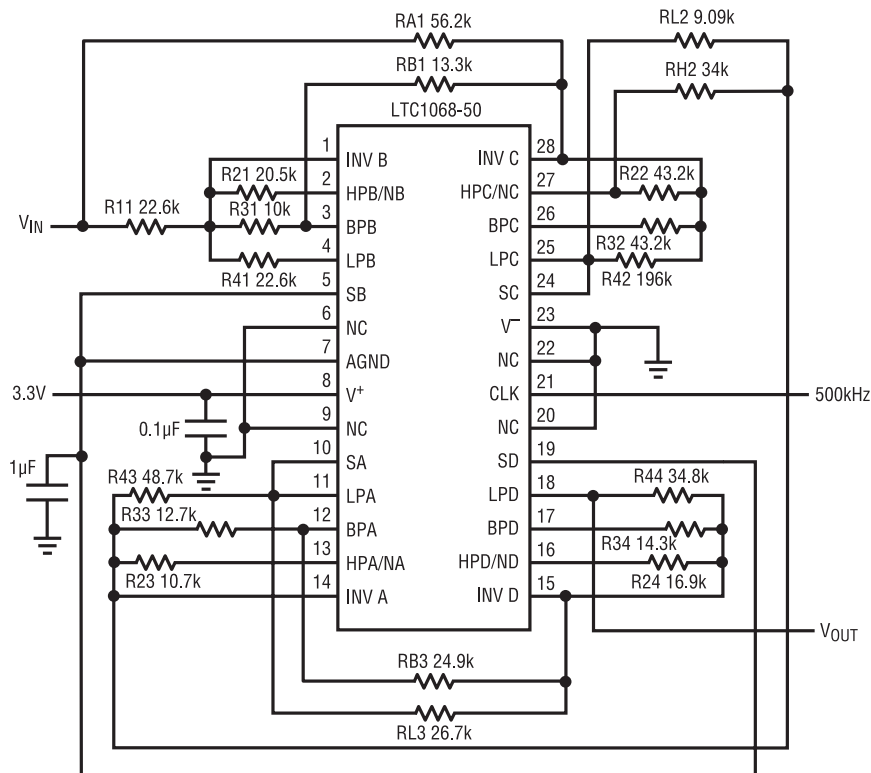 RA1 56.2k
RL2 9.09k
RB1 13.3k
RH2 34k
LTC1068-50
1
INV B
INV C
28
R21 20.5k
2
HPB/NB
HPC/NC
27
R22 43.2k
VIN
R11 22.6k
R31 10k
3
BPB
BPC
26
R32 43.2k
4
LPB
LPC
25
R41 22.6k
R42 196k
5
SB
SC
24
6
NC
V–
23
7
AGND
NC
22
3.3V
8
V+
CLK
21
500kHz
0.1µF
9
NC
NC
20
1µF
10
SA
SD
19
R43 48.7k
11
LPA
LPD
18
R44 34.8k
R33 12.7k
12
BPA
BPD
17
R34 14.3k
13
HPA/NA
HPD/ND
16
R23 10.7k
R24 16.9k
14
INV A
INV D
15
VOUT
RB3 24.9k
RL3 26.7k